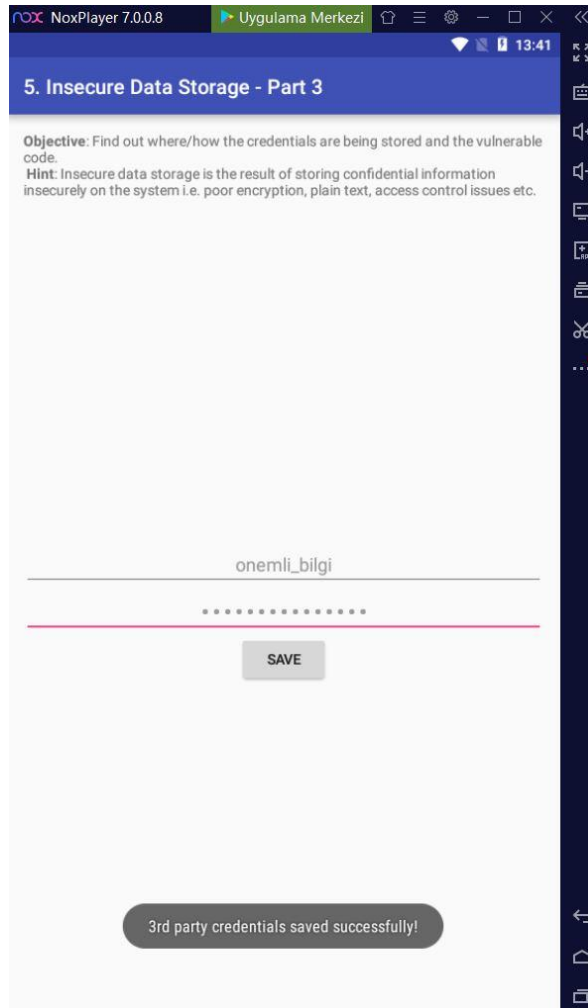 nox NoxPlayer 7.0.0.8 Uygulama Merkezi
13:41
5. Insecure Data Storage - Part 3
Objective: Find out where/how the credentials are being stored and the vulnerable
code.
Hint: Insecure data storage is the result of storing confidential information
insecurely on the system i.e. poor encryption, plain text, access control issues etc.
onemli_bilgi
SAVE
3rd party credentials saved successfully!